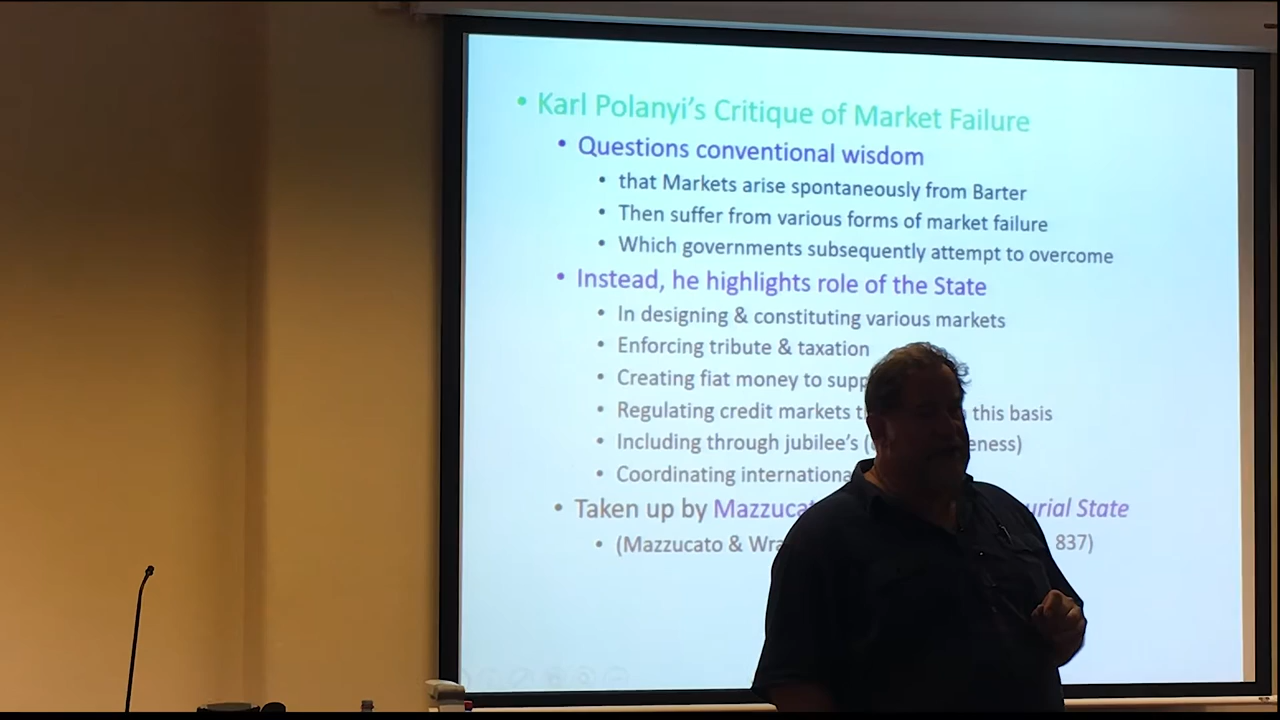 • Karl Polanyi's Critique of Market Failure
• Questions conventional wisdom
• that Markets arise spontaneously from Barter
• Then suffer from various forms of market failure
• Which governments subsequently attempt to overcome
• Instead, he highlights role of the State
• In designing & constituting various markets
• Enforcing tribute & taxation
• Creating fiat money to
• Regulating credit markets this basis
• Including through jubilee's
• Coordinating
• Taken up by State
• (Mazzucato & 837)